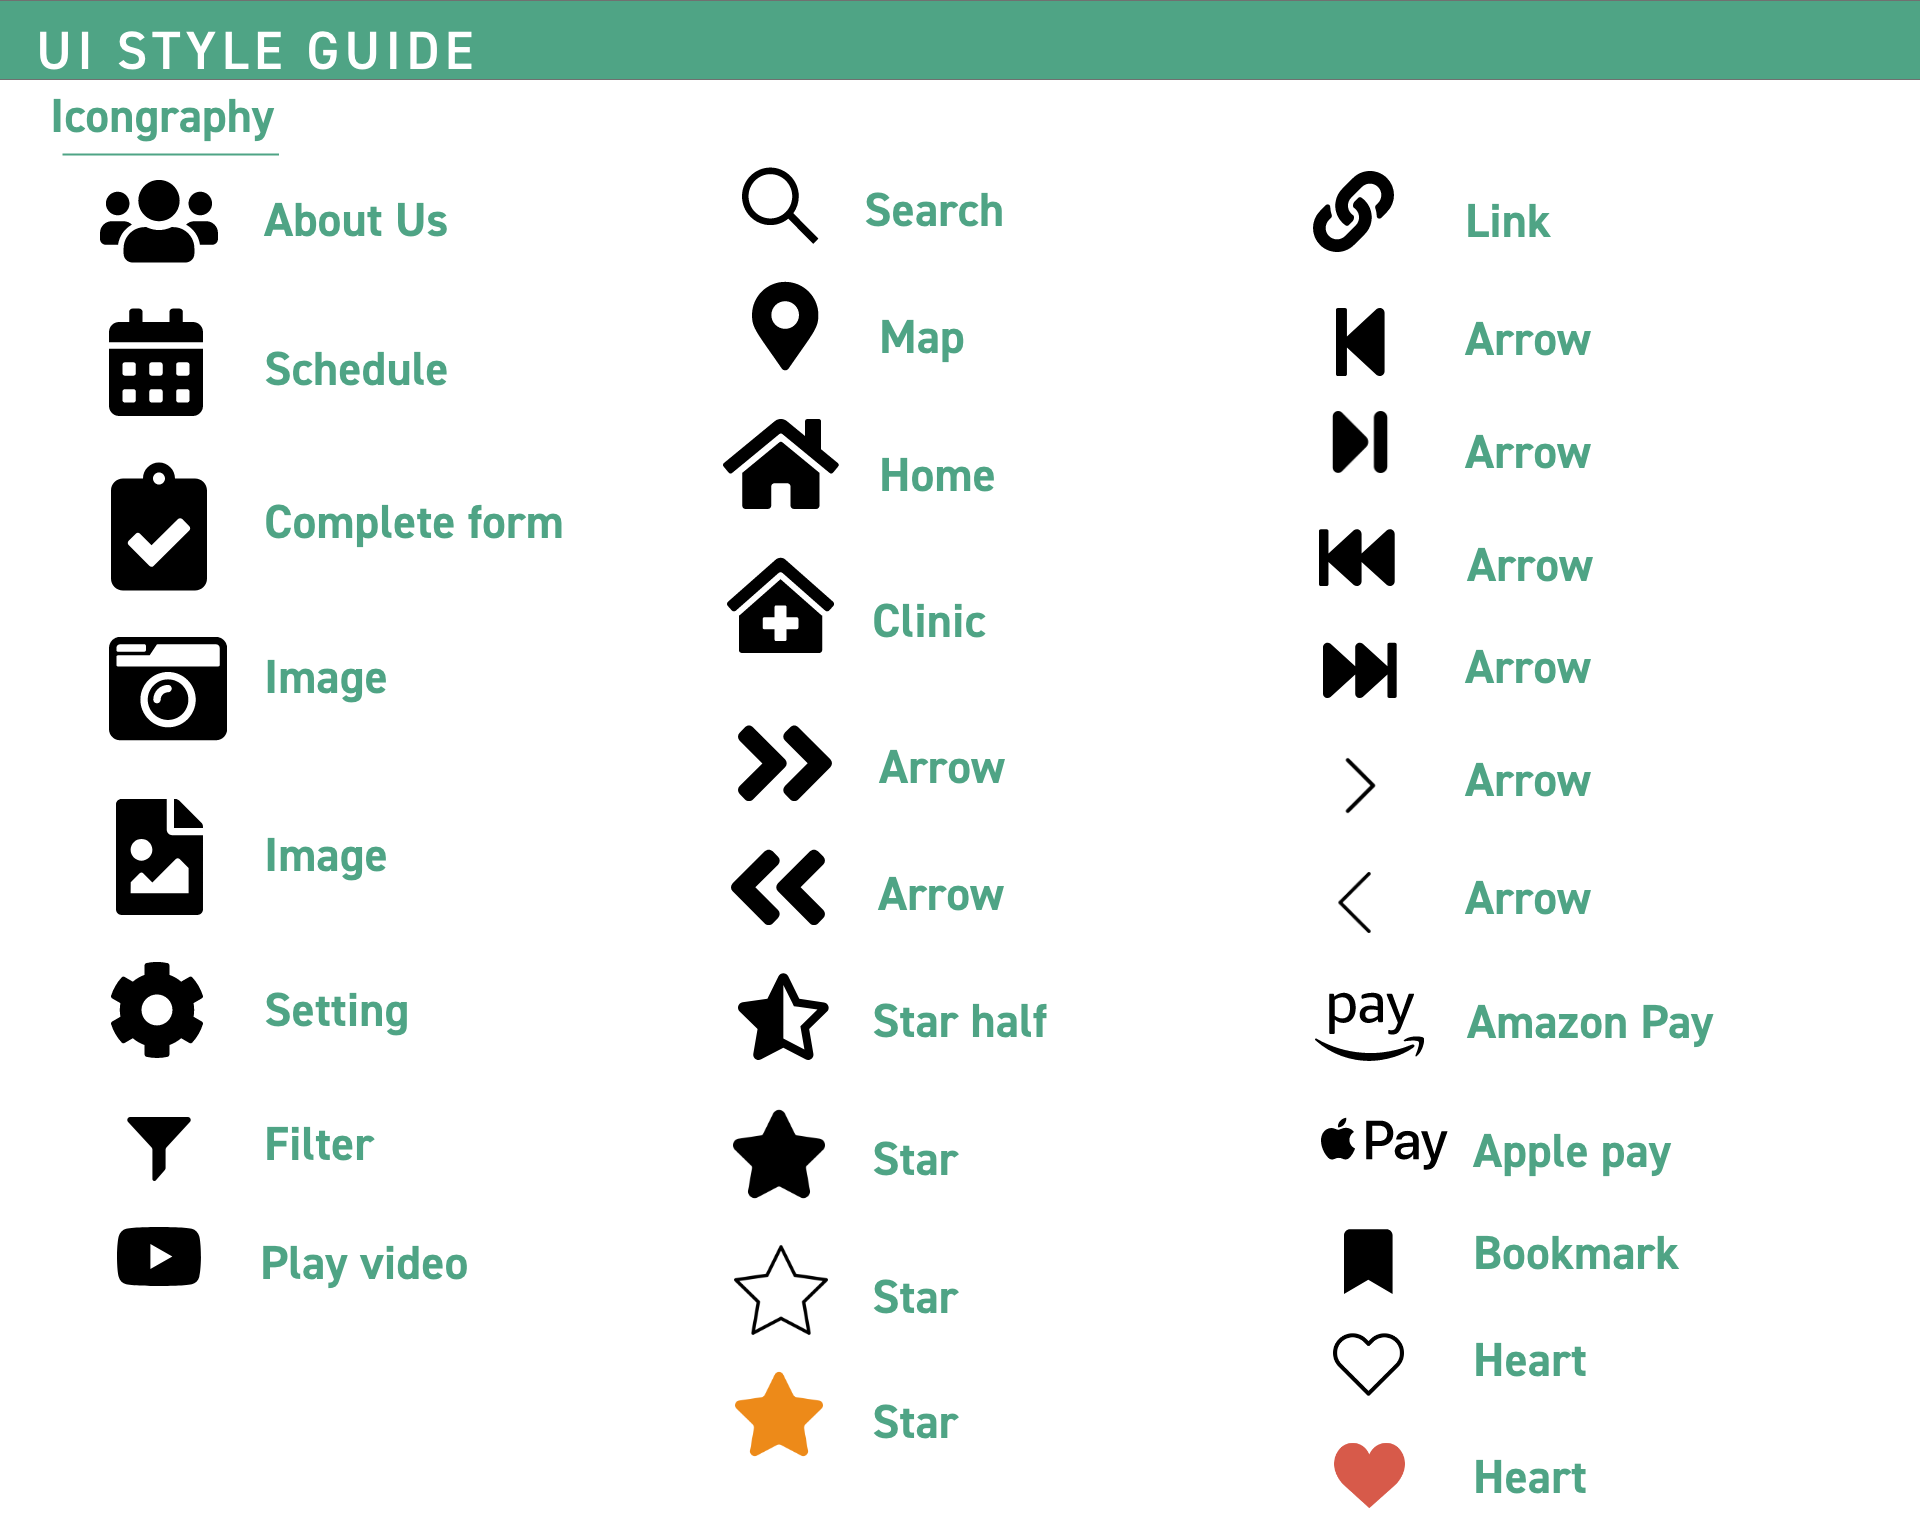 UI STYLE GUIDE
Icongraphy
About Us
Schedule
Complete form
Image
Image
Setting
Filter
Play video
Search
Map
Home
Clinic
Arrow
Arrow
Star half
Star
Star
Star
Link
Arrow
Arrow
Arrow
Arrow
Arrow
Arrow
pay Amazon Pay
Pay Apple pay
Bookmark
Heart
Heart